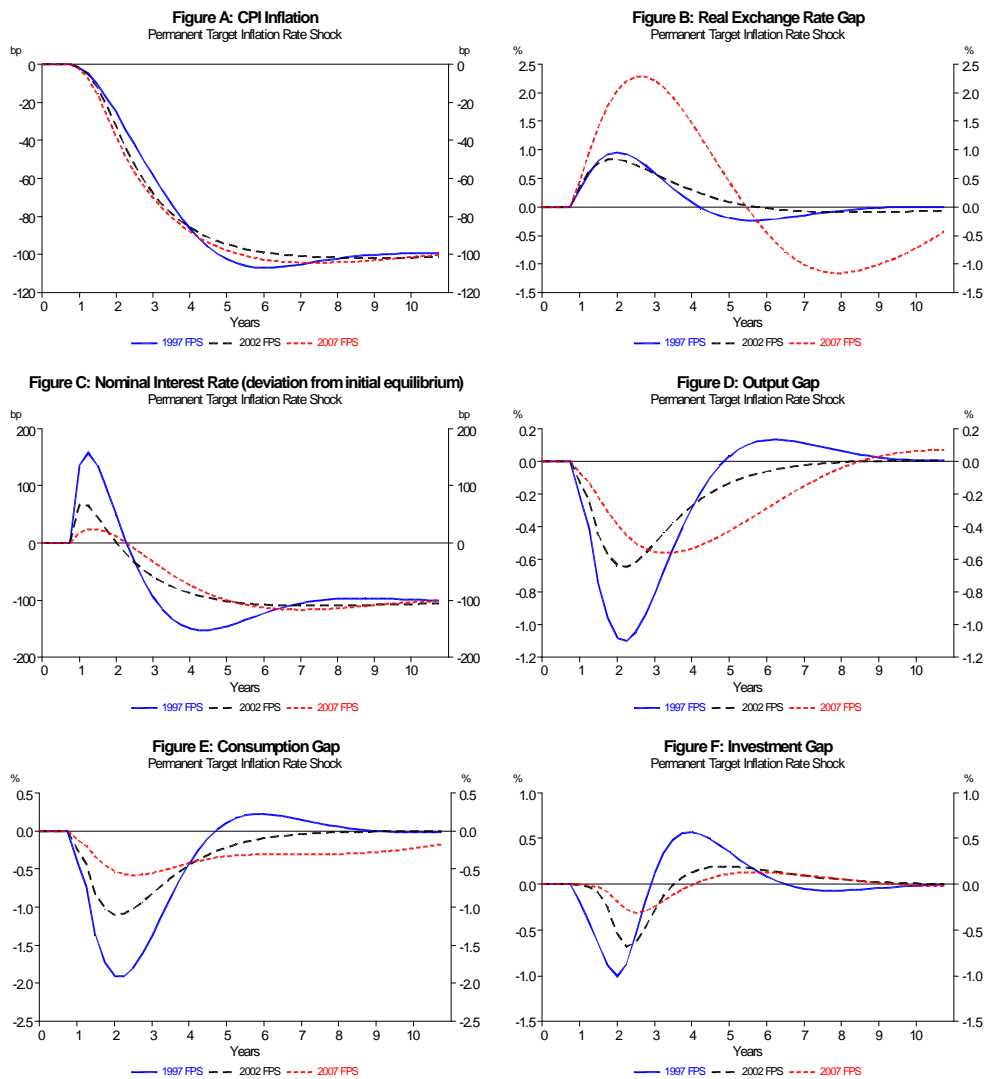 Figure A: CPI Inflation
Permanent Target Inflation Rate Shock
bp bp
0 0
-20 -20
-40 -40
-60 -60
-80 -80
-100 -100
-120 -120
0 1 2 3 4 5 6 7 8 9 10
Years
1997 FPS 2002 FPS 2007 FPS
Figure B: Real Exchange Rate Gap
Permanent Target Inflation Rate Shock
% %
2.5 2.5
2.0 2.0
1.5 1.5
1.0 1.0
0.5 0.5
0.0 0.0
-0.5 -0.5
-1.0 -1.0
-1.5 -1.5
0 1 2 3 4 5 6 7 8 9 10
Years
1997 FPS 2002 FPS 2007 FPS
Figure C: Nominal Interest Rate (deviation from initial equilibrium)
Permanent Target Inflation Rate Shock
bp bp
200 200
100 100
0 0
-100 -100
-200 -200
0 1 2 3 4 5 6 7 8 9 10
Years
1997 FPS 2002 FPS 2007 FPS
Figure D: Output Gap
Permanent Target Inflation Rate Shock
% %
0.2 0.2
0.0 0.0
-0.2 -0.2
-0.4 -0.4
-0.6 -0.6
-0.8 -0.8
-1.0 -1.0
-1.2 -1.2
0 1 2 3 4 5 6 7 8 9 10
Years
1997 FPS 2002 FPS 2007 FPS
Figure E: Consumption Gap
Permanent Target Inflation Rate Shock
% %
0.5 0.5
0.0 0.0
-0.5 -0.5
-1.0 -1.0
-1.5 -1.5
-2.0 -2.0
-2.5 -2.5
0 1 2 3 4 5 6 7 8 9 10
Years
1997 FPS 2002 FPS 2007 FPS
Figure F: Investment Gap
Permanent Target Inflation Rate Shock
% %
1.0 1.0
0.5 0.5
0.0 0.0
-0.5 -0.5
-1.0 -1.0
-1.5 -1.5
0 1 2 3 4 5 6 7 8 9 10
Years
1997 FPS 2002 FPS 2007 FPS